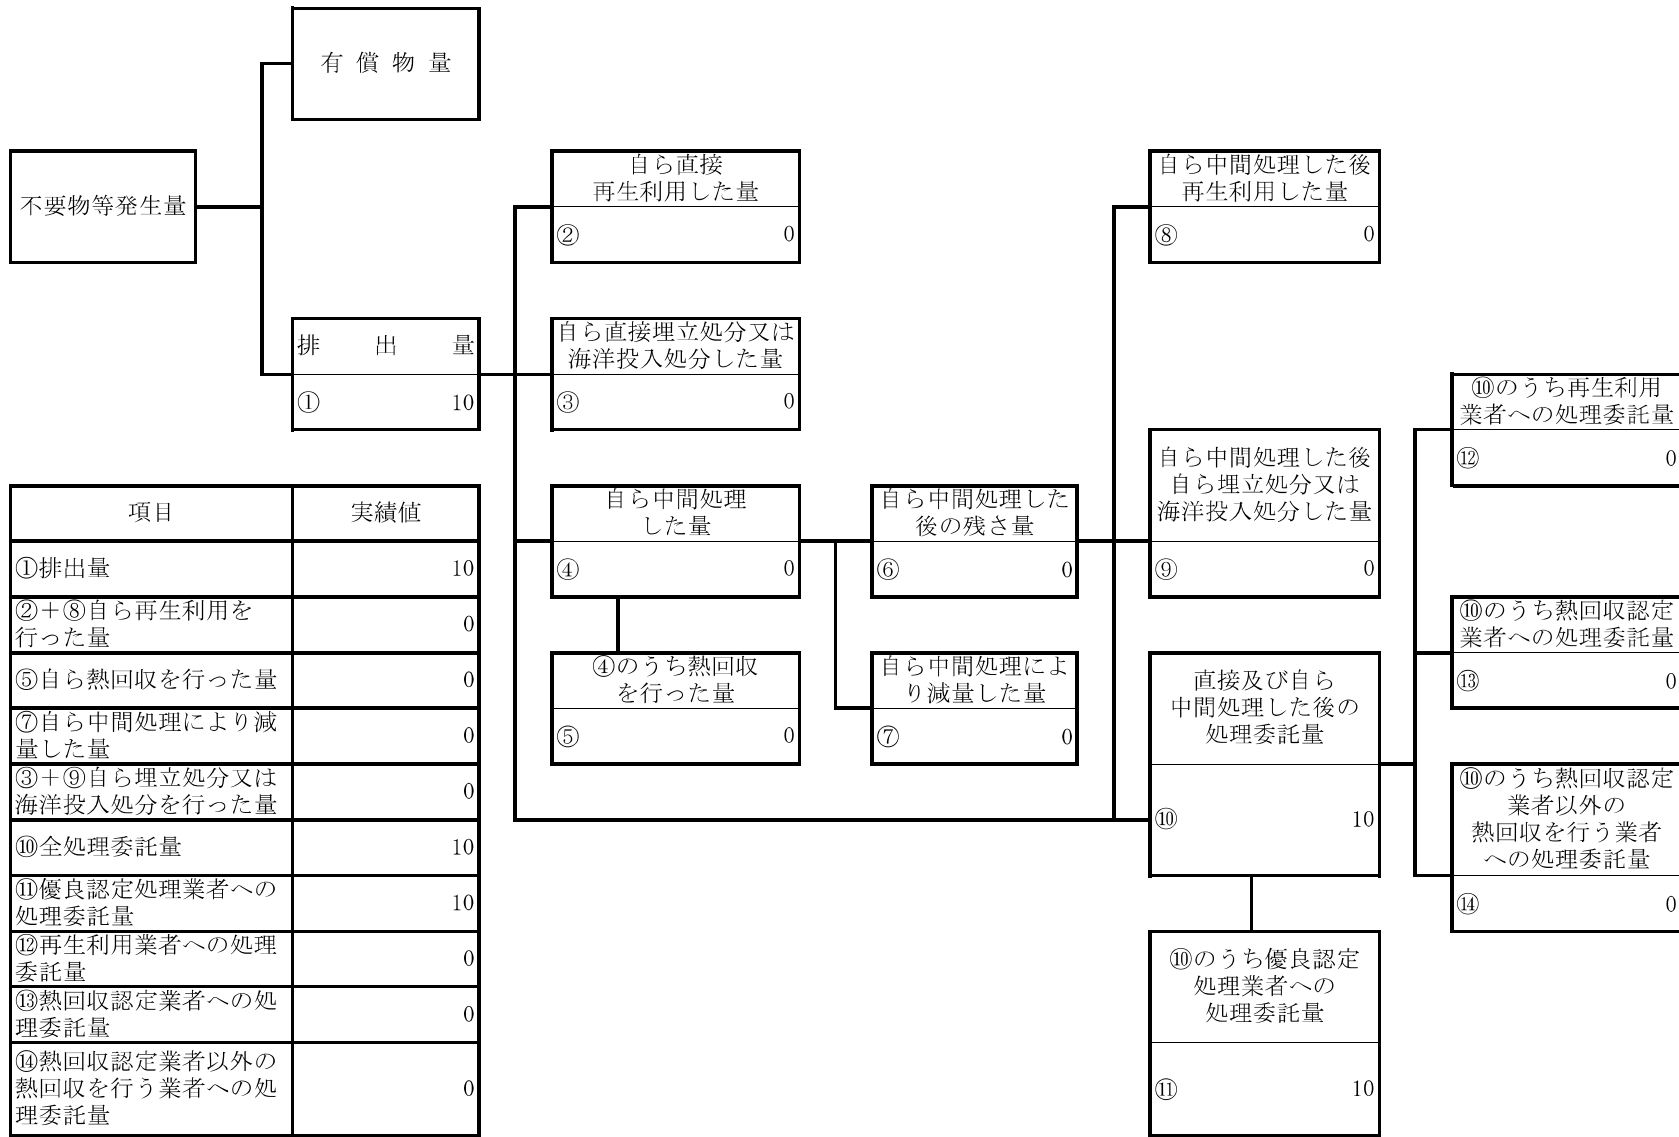 有償物量
不要物等発生量
排出量
① 10
自ら直接
再生利用した量
② 0
自ら直接埋立処分又は
海洋投入処分した量
③ 0
自ら中間処理
した量
④ 0
④のうち熱回収
を行った量
⑤ 0
自ら中間処理した
後の残さ量
⑥ 0
自ら中間処理によ
り減量した量
⑦ 0
自ら中間処理した後
再生利用した量
⑧ 0
自ら中間処理した後
自ら埋立処分又は
海洋投入処分した量
⑨ 0
直接及び自ら
中間処理した後の
処理委託量
⑩ 10
⑩のうち優良認定
処理業者への
処理委託量
⑪ 10
⑩のうち再生利用
業者への処理委託量
⑫ 0
⑩のうち熱回収認定
業者への処理委託量
⑬ 0
⑩のうち熱回収認定
業者以外の
熱回収を行う業者
への処理委託量
⑭ 0
項目 実績値
①排出量 10
②+⑧自ら再生利用を
行った量 0
⑤自ら熱回収を行った量 0
⑦自ら中間処理により減
量した量 0
③+⑨自ら埋立処分又は
海洋投入処分を行った量 0
⑩全処理委託量 10
⑪優良認定処理業者への
処理委託量 10
⑫再生利用業者への処理
委託量 0
⑬熱回収認定業者への処
理委託量 0
⑭熱回収認定業者以外の
熱回収を行う業者への処
理委託量 0